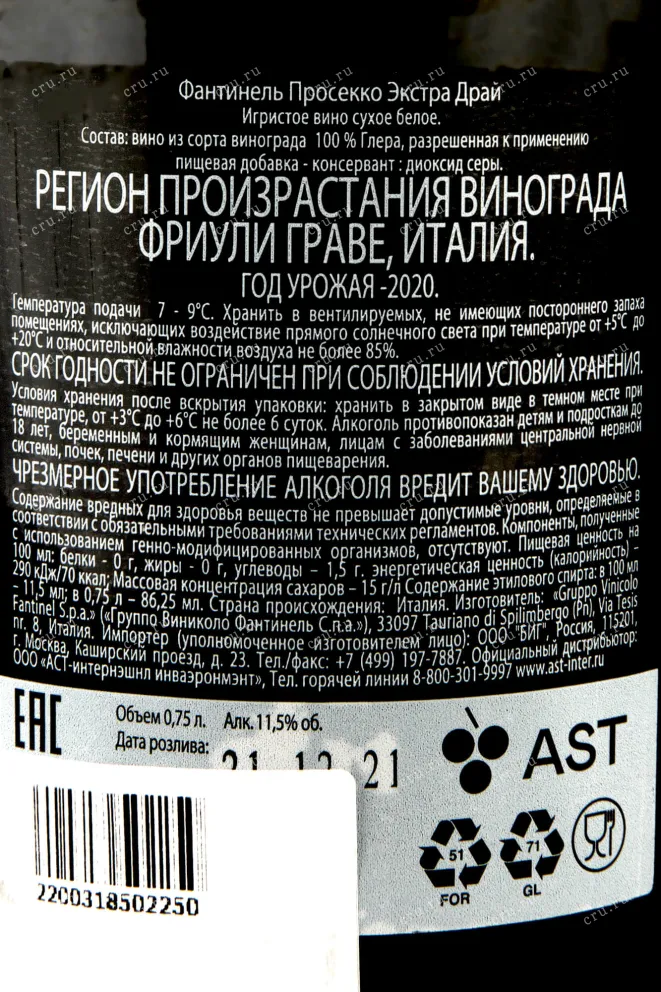 Фантинель Просекко Экстра Драй
Игристое вино сухое белое.
Состав: вино из сорта винограда 100 % Глера, разрешенная к применению
пищевая добавка - консервант : диоксид серы.
РЕГИОН ПРОИЗРАСТАНИЯ ВИНОГРАДА
ФРИУЛИ ГРАВЕ, ИТАЛИЯ.
ГОД УРОЖАЯ -2020.
Температура подачи 7 - 9°С. Хранить в вентилируемых, не имеющих постороннего запаха
помещениях, исключающих воздействие прямого солнечного света при температуре от +5°С до
+20°С и относительной влажности воздуха не более 85%.
СРОК ГОДНОСТИ НЕ ОГРАНИЧЕН ПРИ СОБЛЮДЕНИИ УСЛОВИЙ ХРАНЕНИЯ.
Условия хранения после вскрытия упаковки: хранить в закрытом виде в темном месте при
температуре, от +3°С до +6°С не более 6 суток. Алкоголь противопоказан детям и подросткам до
18 лет, беременным и кормящим женщинам, лицам с заболеваниями центральной нервной
системы, почек, печени и других органов пищеварения.
ЧРЕЗМЕРНОЕ УПОТРЕБЛЕНИЕ АЛКОГОЛЯ ВРЕДИТ ВАШЕМУ ЗДОРОВЬЮ.
Содержание вредных для здоровья веществ не превышает допустимые уровни, определяемые в
соответствии с обязательными требованиями технических регламентов. Компоненты, полученные
с использованием генно-модифицированных организмов, отсутствуют. Пищевая ценность на
100 мл: белки - 0 г, жиры - 0 г, углеводы – 1,5 г. энергетическая ценность (калорийность) –
290 кДж/70 ккал; Массовая концентрация сахаров – 15 г/л Содержание этилового спирта: в 100 мл
– 11,5 мл; в 0,75 л – 86,25 мл. Страна происхождения: Италия. Изготовитель: «Gruppo Vinicolo
Fantinel S.p.a.» («Группо Виниколо Фантинель С.п.а.»), 33097 Tauriano di Spilimbergo (Pn), Via Tesis
nr. 8, Италия. Импортёр (уполномоченное изготовителем лицо): ООО "БИГ", Россия, 115201,
г. Москва, Каширский проезд, д. 23. Тел./факс: +7 (499) 197-7887. Официальный дистрибьютор:
ООО «АСТ-интернэшнл инваэронмэнт», Тел. горячей линии 8-800-301-9997 www.ast-inter.ru
EAC
Объем 0,75 л. Алк. 11,5% об.
Дата розлива:
21 12 21
AST
51
FOR
71
GL
2200318502250
cru.ru